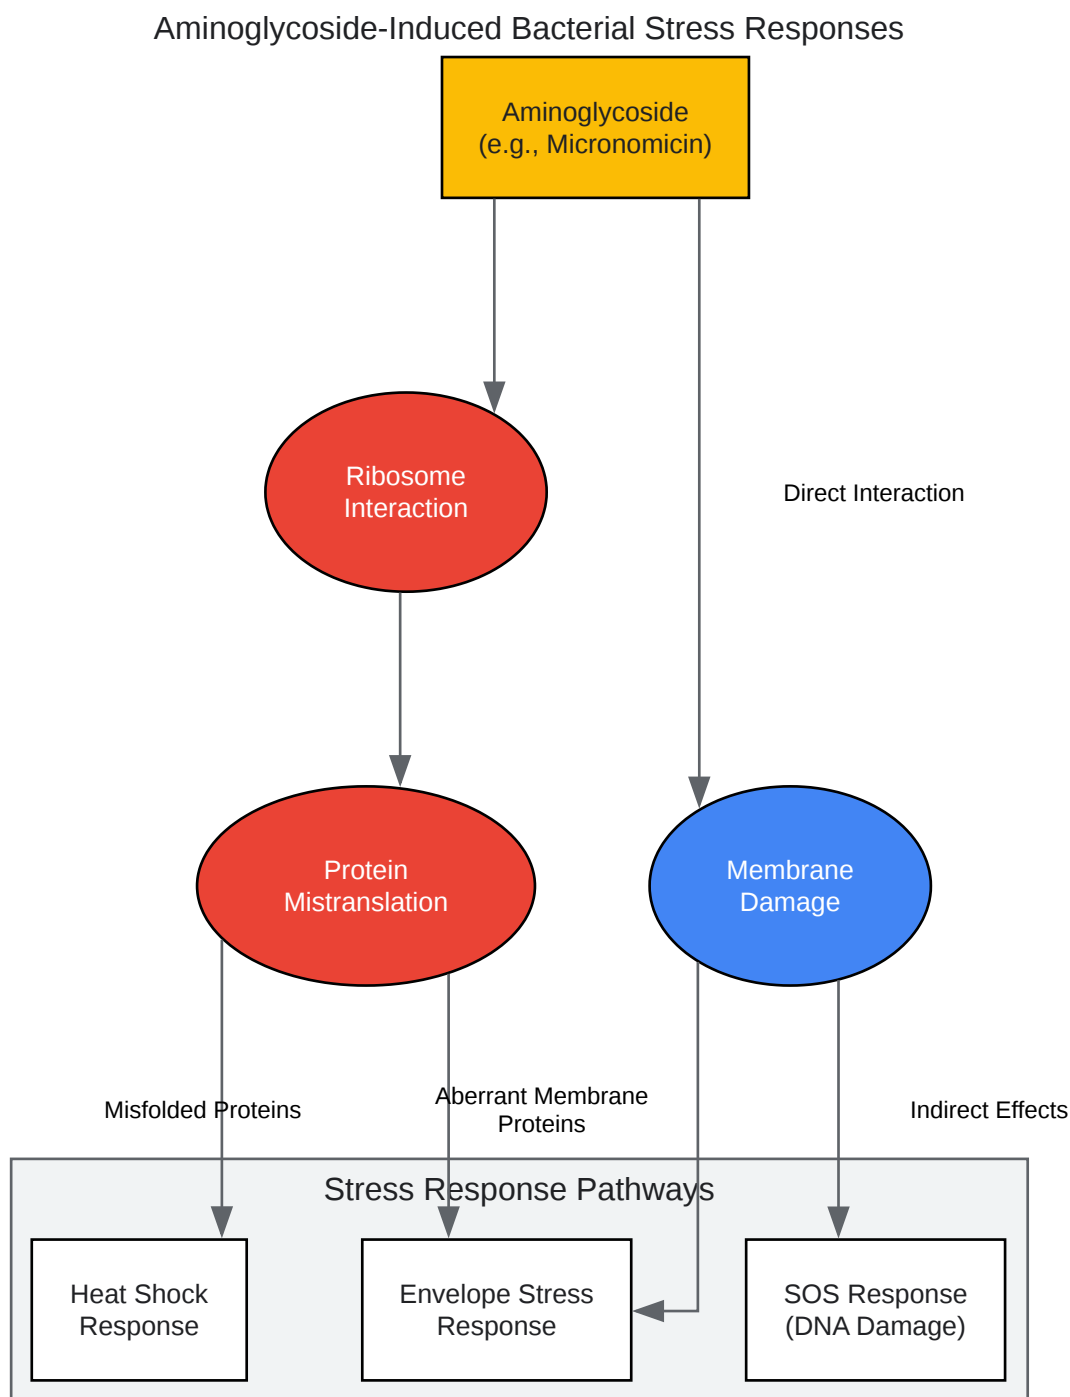 Aminoglycoside-Induced Bacterial Stress Responses
Aminoglycoside
(e.g., Micronomicin)
Ribosome
Interaction
Direct Interaction
Protein
Mistranslation
Membrane
Damage
Misfolded Proteins
Aberrant Membrane
Proteins
Indirect Effects
Stress Response Pathways
Heat Shock
Response
Envelope Stress
Response
SOS Response
(DNA Damage)